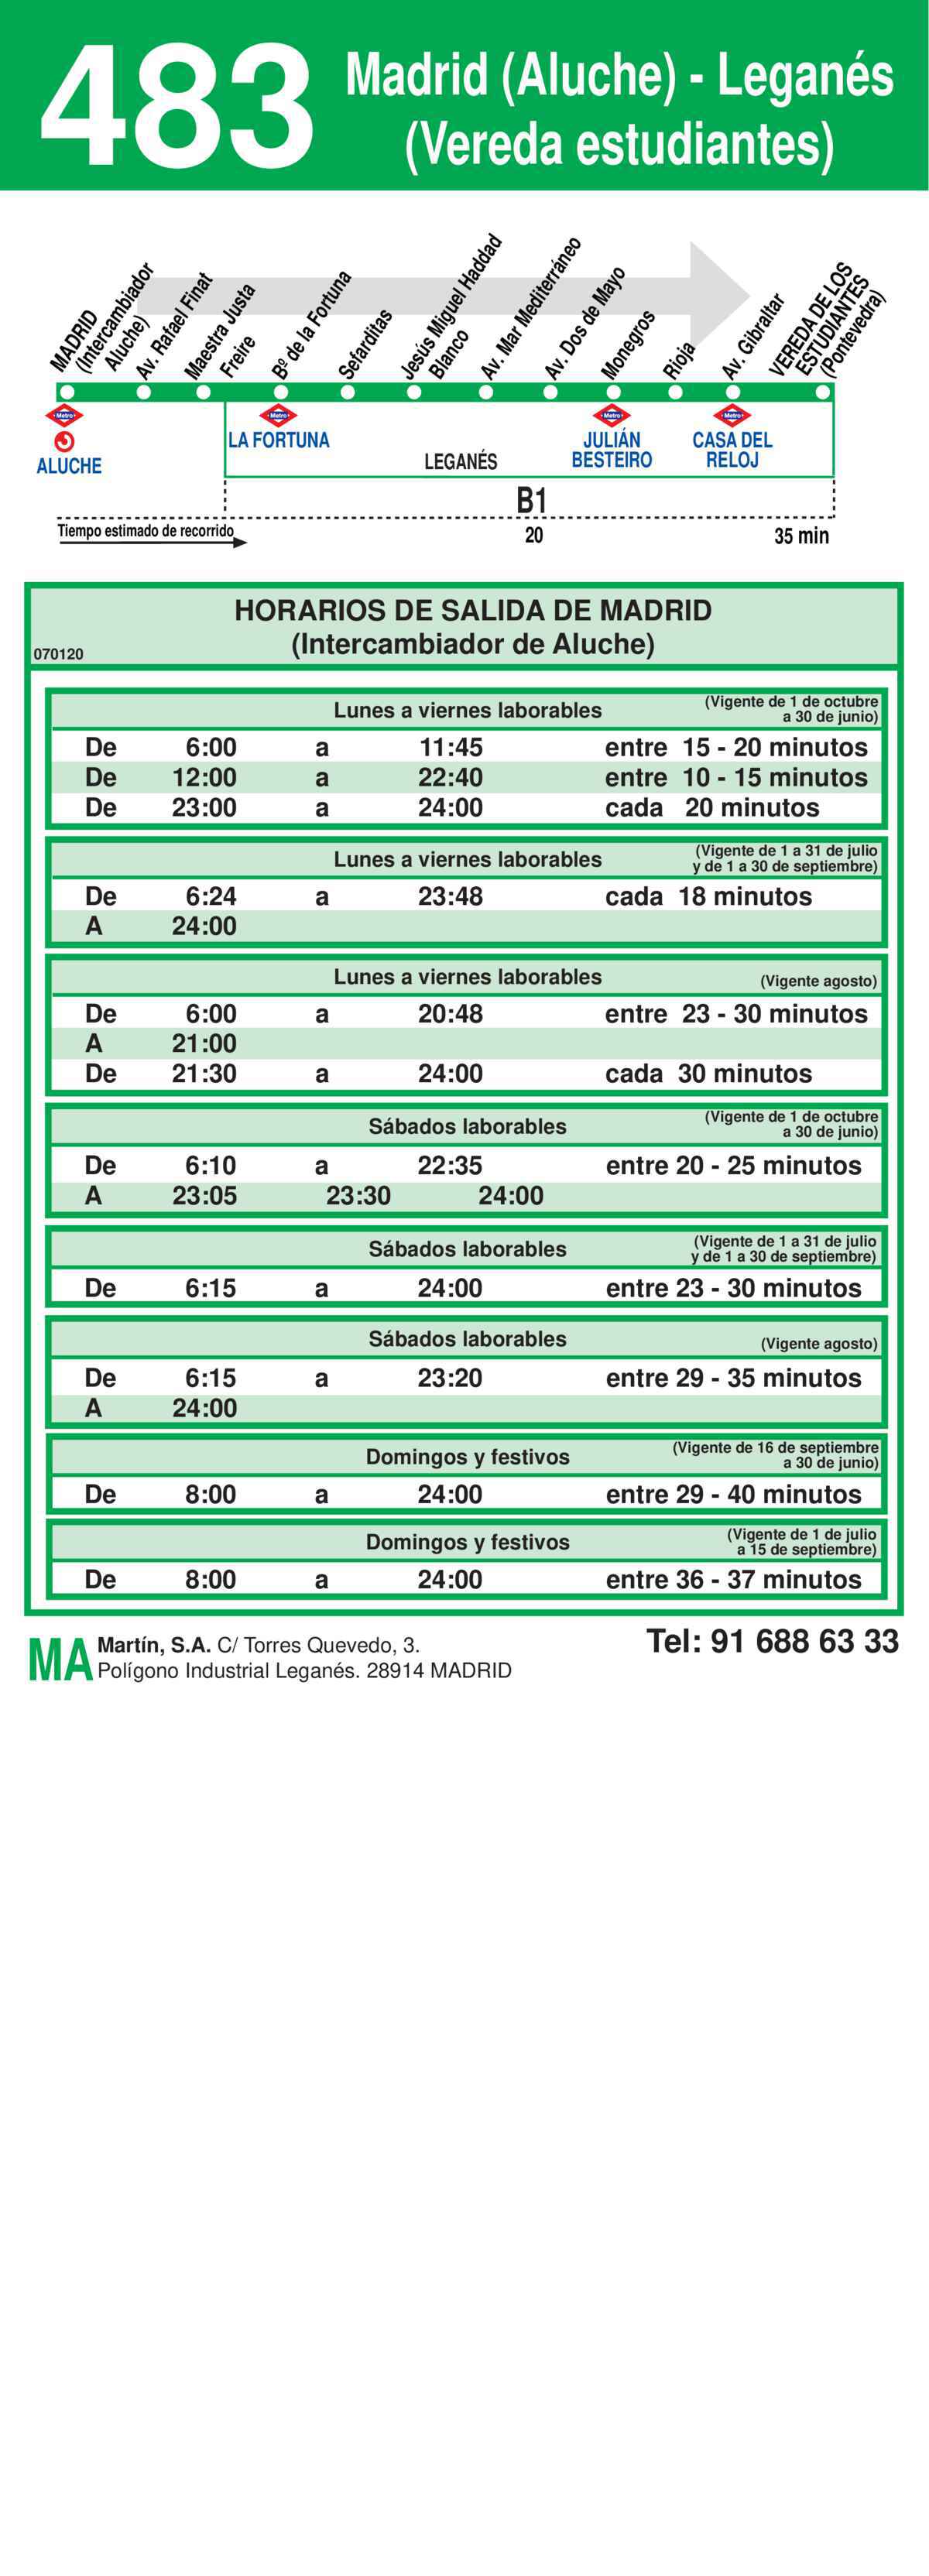 483
Madrid (Aluche) - Leganés
(Vereda estudiantes)
MADRID
(Intercambiador
Aluche)
Av. Rafael Finat
Maestra Justa
Freire
Bº de la Fortuna
Sefarditas
Jesús Miguel Haddad
Blanco
Av. Mar Mediterráneo
Av. Dos de Mayo
Monegros
Rioja
Av. Gibraltar
VEREDA DE LOS
ESTUDIANTES
(Pontevedra)
Metro
Metro
Metro
Metro
ALUCHE
LA FORTUNA
LEGANÉS
JULIÁN
BESTEIRO
CASA DEL
RELOJ
B1
Tiempo estimado de recorrido
20
35 min
HORARIOS DE SALIDA DE MADRID
(Intercambiador de Aluche)
070120
Lunes a viernes laborables (Vigente de 1 de octubre
a 30 de junio)
De 6:00 a 11:45 entre 15 - 20 minutos
De 12:00 a 22:40 entre 10 - 15 minutos
De 23:00 a 24:00 cada 20 minutos
Lunes a viernes laborables (Vigente de 1 a 31 de julio
y de 1 a 30 de septiembre)
De 6:24 a 23:48 cada 18 minutos
A 24:00
Lunes a viernes laborables (Vigente agosto)
De 6:00 a 20:48 entre 23 - 30 minutos
A 21:00
De 21:30 a 24:00 cada 30 minutos
Sábados laborables (Vigente de 1 de octubre
a 30 de junio)
De 6:10 a 22:35 entre 20 - 25 minutos
A 23:05 23:30 24:00
Sábados laborables (Vigente de 1 a 31 de julio
y de 1 a 30 de septiembre)
De 6:15 a 24:00 entre 23 - 30 minutos
Sábados laborables (Vigente agosto)
De 6:15 a 23:20 entre 29 - 35 minutos
A 24:00
Domingos y festivos (Vigente de 16 de septiembre
a 30 de junio)
De 8:00 a 24:00 entre 29 - 40 minutos
Domingos y festivos (Vigente de 1 de julio
a 15 de septiembre)
De 8:00 a 24:00 entre 36 - 37 minutos
MA Martín, S.A. C/ Torres Quevedo, 3.
Polígono Industrial Leganés. 28914 MADRID
Tel: 91 688 63 33